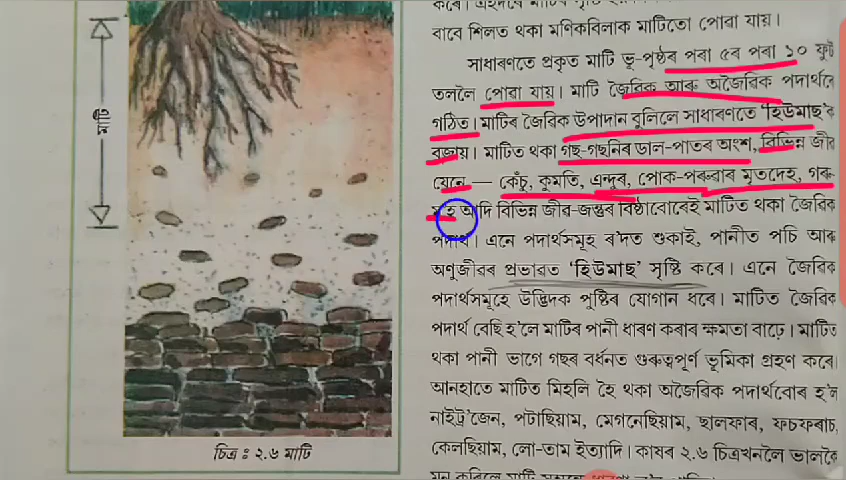 মাটি
চিত্ৰ : ২.৬ মাটি
বাবে শিলত থকা মণিকবিলাক মাটিতো পোৱা যায়।
সাধাৰণতে প্ৰকৃত মাটি ভূ-পৃষ্ঠৰ পৰা ৫ৰ পৰা ১০ ফুট
তললৈ পোৱা যায়। মাটি জৈৱিক আৰু অজৈৱিক পদাৰ্থৰে
গঠিত। মাটিৰ জৈৱিক উপাদান বুলিলে সাধাৰণতে ‘হিউমাছ’ৰ
বুজায়। মাটিত থকা গছ-গছনিৰ ডাল-পাতৰ অংশ, বিভিন্ন জীৱ
যেনে — কেঁচু, কুমতি, এন্দুৰ, পোক-পৰুৱাৰ মৃতদেহ, গৰু
ম’হ আদি বিভিন্ন জীৱ-জন্তুৰ বিষ্ঠাবোৰেই মাটিত থকা জৈৱিক
পদাৰ্থ। এনে পদাৰ্থসমূহ ৰ’দত শুকাই, পানীত পচি আৰু
অণুজীৱৰ প্ৰভাৱত ‘হিউমাছ’ সৃষ্টি কৰে। এনে জৈৱিক
পদাৰ্থসমূহে উদ্ভিদক পুষ্টিৰ যোগান ধৰে। মাটিত জৈৱিক
পদাৰ্থ বেছি হ’লে মাটিৰ পানী ধাৰণ কৰাৰ ক্ষমতা বাঢ়ে। মাটিত
থকা পানী ভাগে গছৰ বৰ্ধনত গুৰুত্বপূৰ্ণ ভূমিকা গ্ৰহণ কৰে।
আনহাতে মাটিত মিহলি হৈ থকা অজৈৱিক পদাৰ্থবোৰ হ’ল
নাইট্ৰ’জেন, পটাছিয়াম, মেগনেছিয়াম, ছালফাৰ, ফচফৰাচ,
কেলছিয়াম, লো-তাম ইত্যাদি। কাষৰ ২.৬ চিত্ৰখনলৈ ভালকৈ